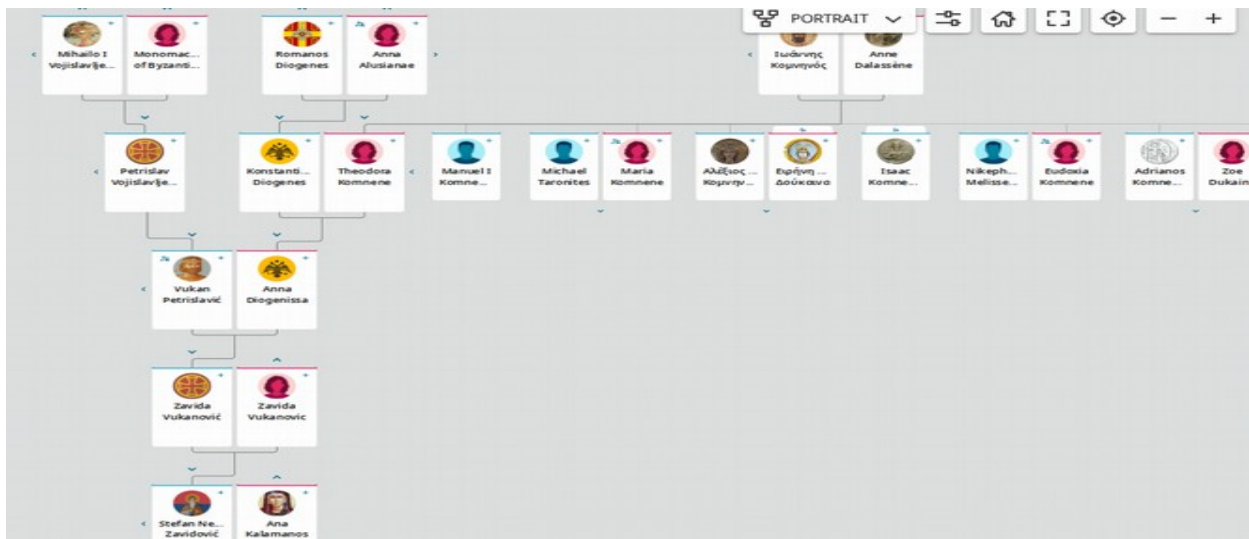 PORTRAIT
Mihailo I
Vojislavlje...
Monomac...
of Byzanti...
Romanos
Diogenes
Anna
Alusianae
Ιωάννης
Κομνηνός
Anne
Dalassène
Petrislav
Vojislavlje...
Konstanti...
Diogenes
Theodora
Komnene
Manuel I
Komne...
Michael
Taronites
Maria
Komnene
Αλέξιος ...
Κομνην...
Ειρήνη ...
Δούκαινα
Isaac
Komne...
Nikeph...
Melisse...
Eudoxia
Komnene
Adrianos
Komne...
Zoe
Dukain
Vukan
Petrislavić
Anna
Diogenissa
Zavida
Vukanović
Zavida
Vukanovic
Stefan Ne...
Zavidović
Ana
Kalamanos